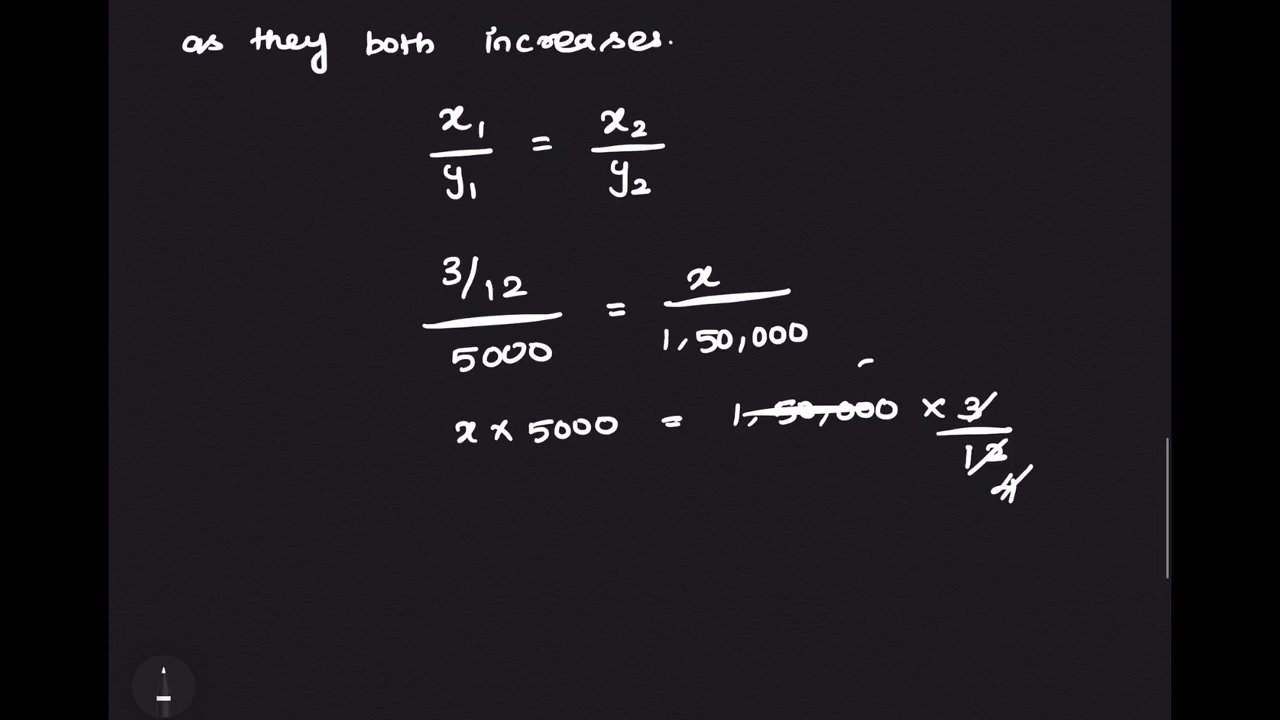 as they both increases.
x₁/y₁ = x₂/y₂
3/12 / 5000 = x / 1,50,000
x × 5000 = 1,50,000 × 3/12
4